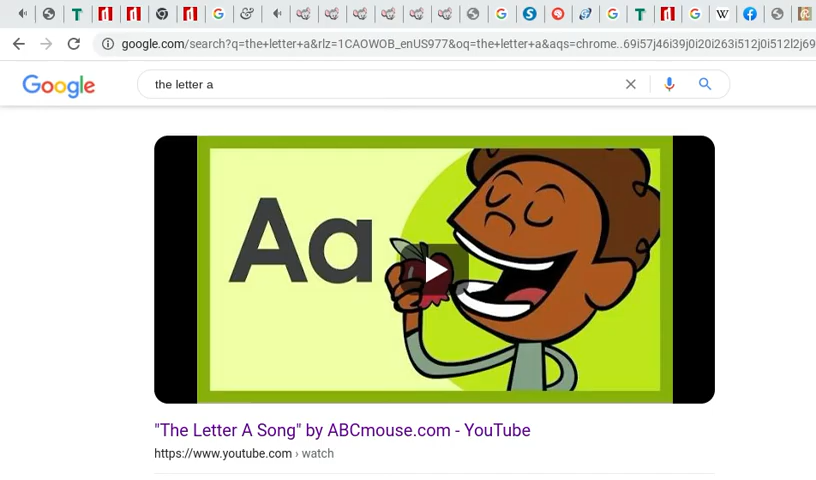 google.com/search?q=the+letter+a&rlz=1CAOWOB_enUS977&oq=the+letter+a&aqs=chrome..69i57j46i39j0i20i263i512j0i512l2j69
Google
the letter a
Aa
"The Letter A Song" by ABCmouse.com - YouTube
https://www.youtube.com › watch